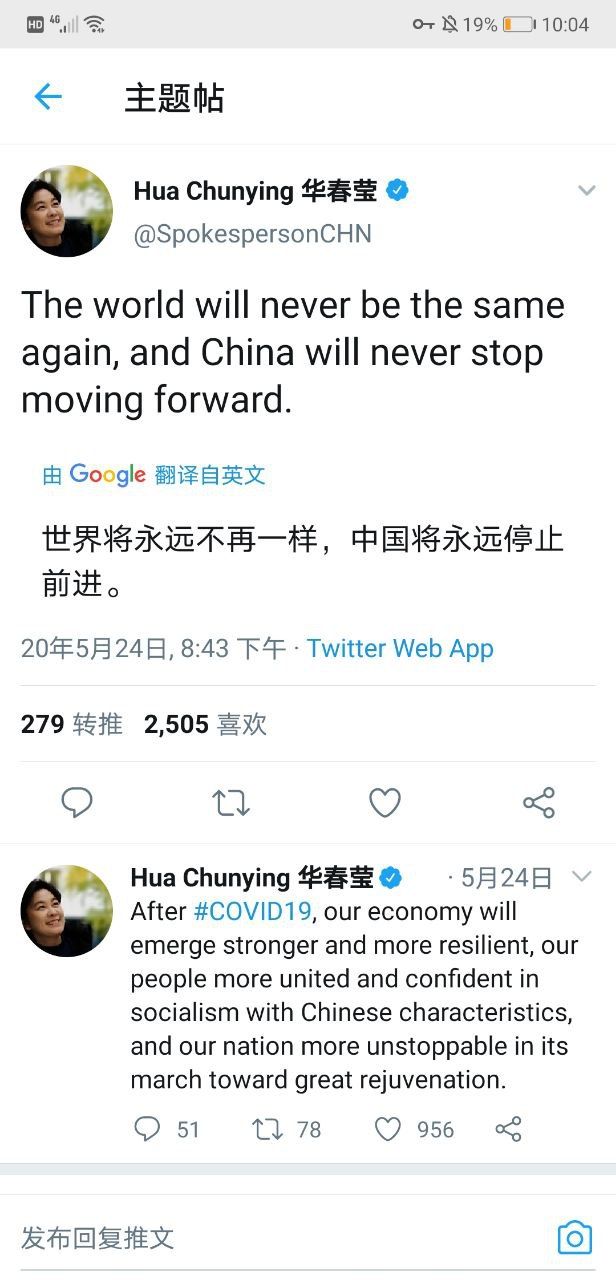 HD 4G 19% 10:04
主题帖
Hua Chunying 华春莹
@SpokespersonCHN
The world will never be the same
again, and China will never stop
moving forward.
由 Google 翻译自英文
世界将永远不再一样，中国将永远停止
前进。
20年5月24日, 8:43 下午 · Twitter Web App
279 转推 2,505 喜欢
Hua Chunying 华春莹 · 5月24日
After #COVID19, our economy will
emerge stronger and more resilient, our
people more united and confident in
socialism with Chinese characteristics,
and our nation more unstoppable in its
march toward great rejuvenation.
51 78 956
发布回复推文